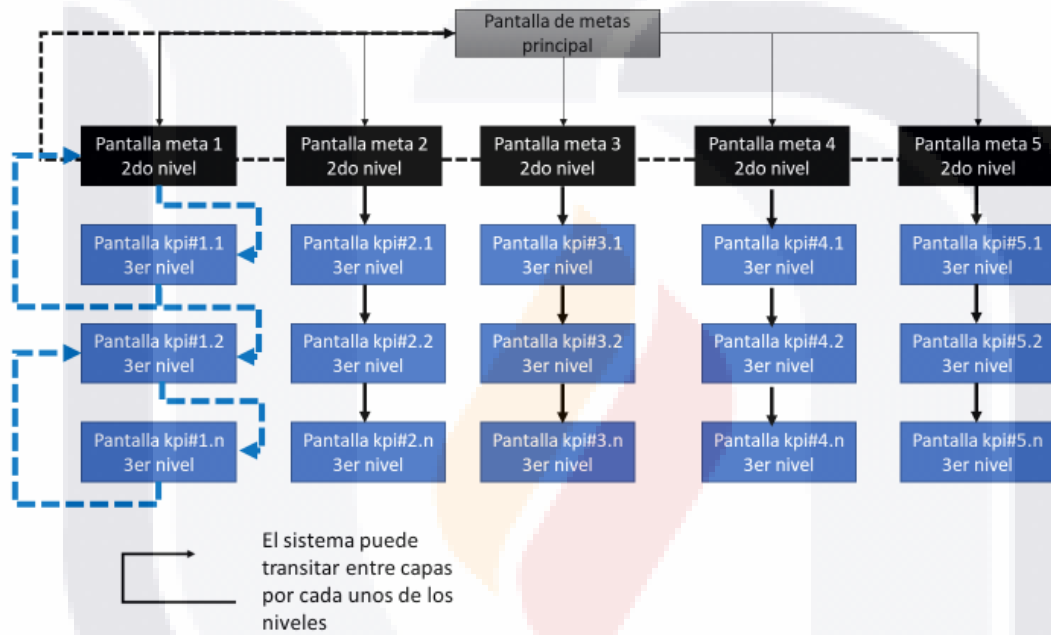 Pantalla de metas
principal
Pantalla meta 1
2do nivel
Pantalla meta 2
2do nivel
Pantalla meta 3
2do nivel
Pantalla meta 4
2do nivel
Pantalla meta 5
2do nivel
Pantalla kpi#1.1
3er nivel
Pantalla kpi#2.1
3er nivel
Pantalla kpi#3.1
3er nivel
Pantalla kpi#4.1
3er nivel
Pantalla kpi#5.1
3er nivel
Pantalla kpi#1.2
3er nivel
Pantalla kpi#2.2
3er nivel
Pantalla kpi#3.2
3er nivel
Pantalla kpi#4.2
3er nivel
Pantalla kpi#5.2
3er nivel
Pantalla kpi#1.n
3er nivel
Pantalla kpi#2.n
3er nivel
Pantalla kpi#3.n
3er nivel
Pantalla kpi#4.n
3er nivel
Pantalla kpi#5.n
3er nivel
El sistema puede
transitar entre capas
por cada unos de los
niveles